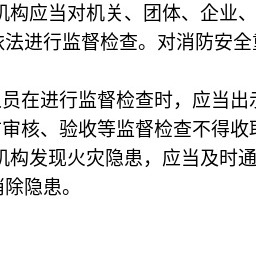 机构应当对机关、团体、企业、
依法进行监督检查。对消防安全
员在进行监督检查时，应当出示
审核、验收等监督检查不得收取
机构发现火灾隐患，应当及时通
消除隐患。